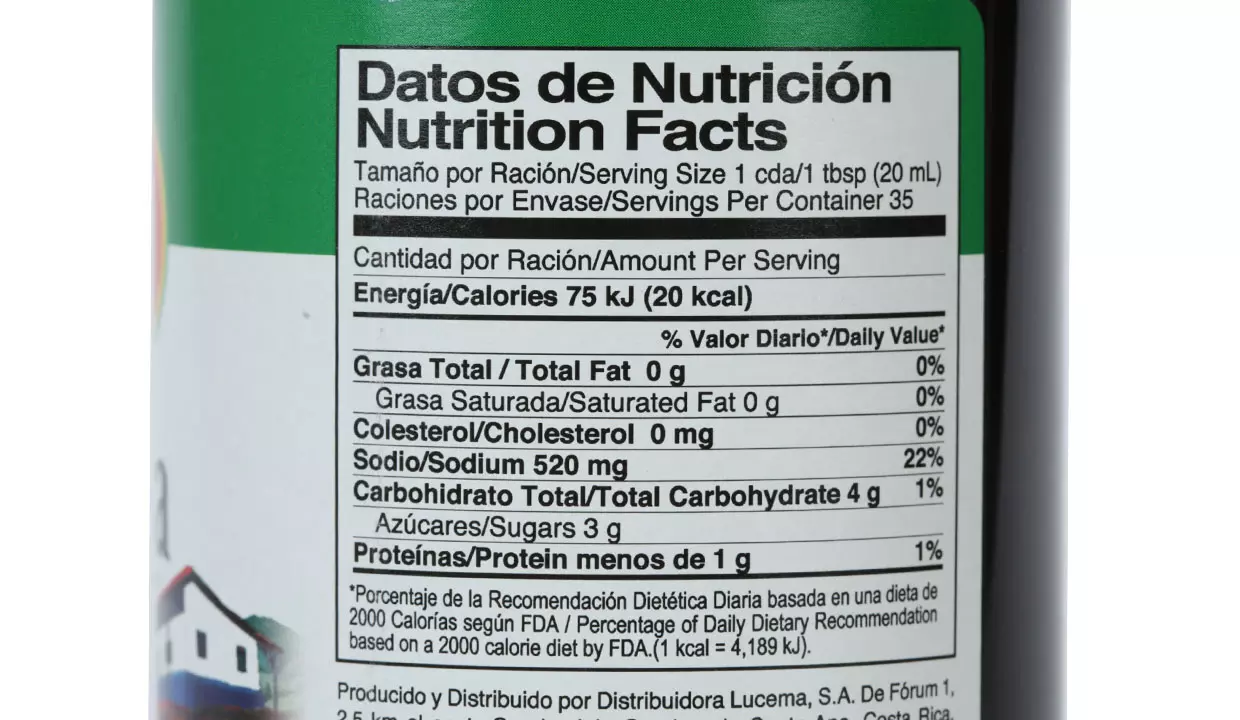 Datos de Nutrición
Nutrition Facts
Tamaño por Ración/Serving Size 1 cda/1 tbsp (20 mL)
Raciones por Envase/Servings Per Container 35
Cantidad por Ración/Amount Per Serving
Energía/Calories 75 kJ (20 kcal)
% Valor Diario*/Daily Value*
Grasa Total / Total Fat 0 g 0%
Grasa Saturada/Saturated Fat 0 g 0%
Colesterol/Cholesterol 0 mg 0%
Sodio/Sodium 520 mg 22%
Carbohidrato Total/Total Carbohydrate 4 g 1%
Azúcares/Sugars 3 g
Proteínas/Protein menos de 1 g 1%
*Porcentaje de la Recomendación Dietética Diaria basada en una dieta de
2000 Calorías según FDA / Percentage of Daily Dietary Recommendation
based on a 2000 calorie diet by FDA.(1 kcal = 4,189 kJ).
Producido y Distribuido por Distribuidora Lucema, S.A. De Fórum 1,
2.5 km Costa Rica.
a